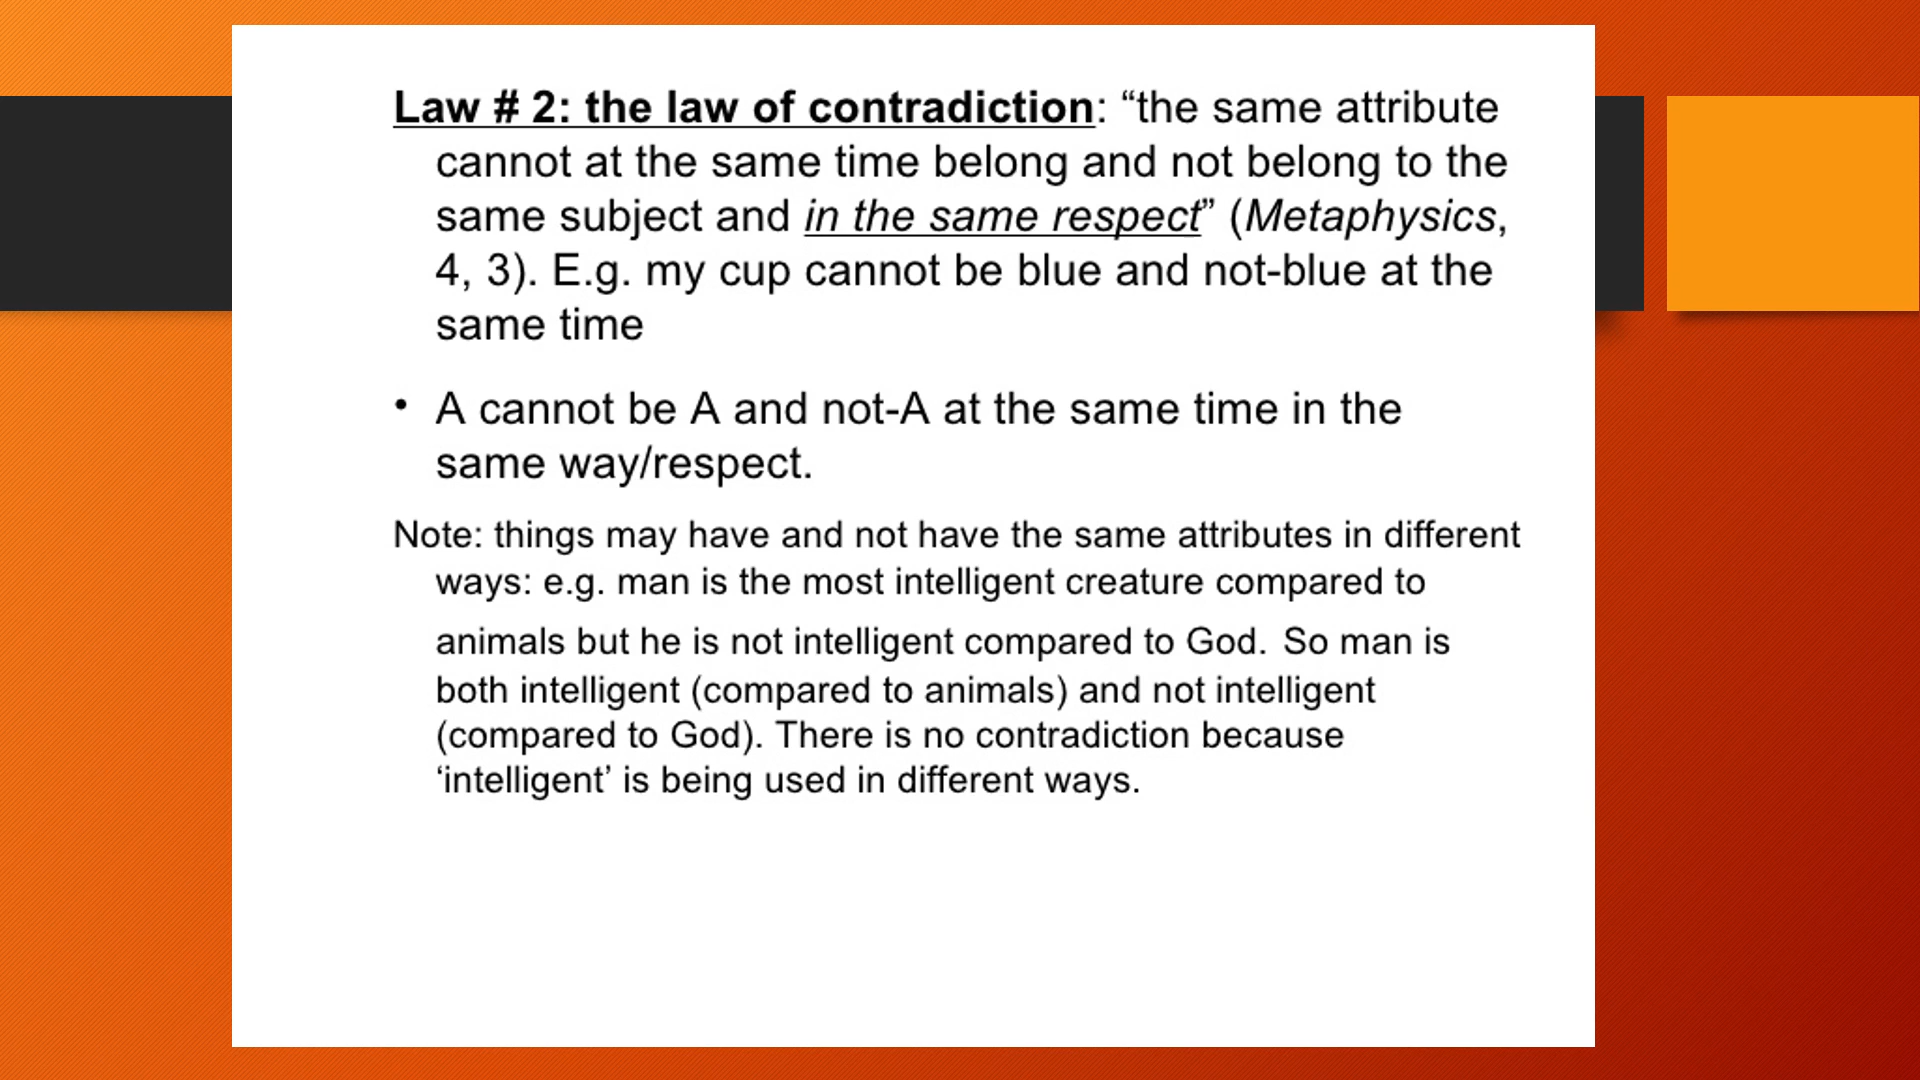 Law # 2: the law of contradiction: “the same attribute
cannot at the same time belong and not belong to the
same subject and in the same respect” (Metaphysics,
4, 3). E.g. my cup cannot be blue and not-blue at the
same time
• A cannot be A and not-A at the same time in the
same way/respect.
Note: things may have and not have the same attributes in different
ways: e.g. man is the most intelligent creature compared to
animals but he is not intelligent compared to God. So man is
both intelligent (compared to animals) and not intelligent
(compared to God). There is no contradiction because
‘intelligent’ is being used in different ways.